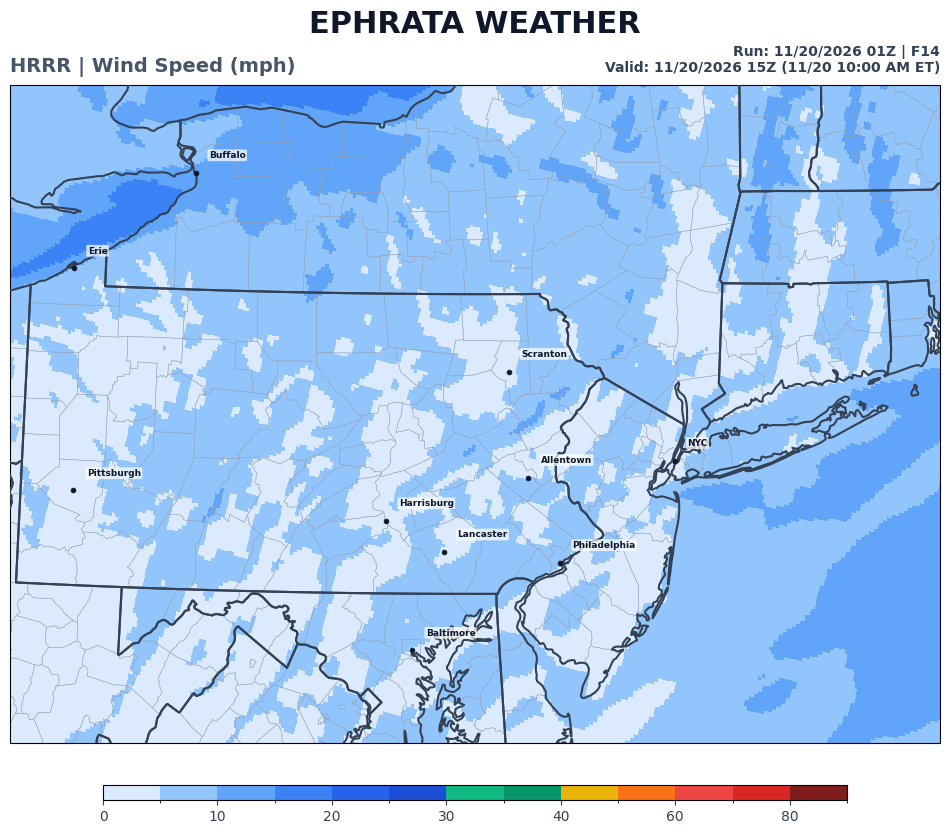 EPHRATA WEATHER
HRRR | Wind Speed (mph)
Run: 11/20/2026 01Z | F14
Valid: 11/20/2026 15Z (11/20 10:00 AM ET)
Buffalo
Erie
Scranton
NYC
Allentown
Pittsburgh
Harrisburg
Lancaster
Philadelphia
Baltimore
0 10 20 30 40 50 60 70 80